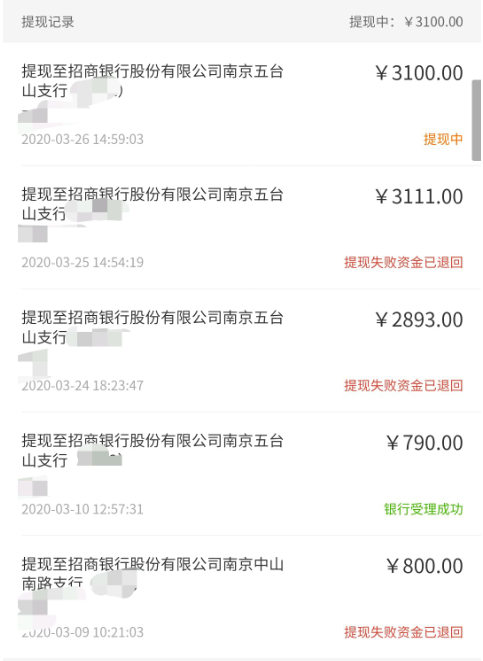 提现记录
提现中：￥3100.00
提现至招商银行股份有限公司南京五台
￥3100.00
山支行
2020-03-26 14:59:03
提现中
提现至招商银行股份有限公司南京五台
￥3111.00
山支行
2020-03-25 14:54:19
提现失败资金已退回
提现至招商银行股份有限公司南京五台
￥2893.00
山支行
2020-03-24 18:23:47
提现失败资金已退回
提现至招商银行股份有限公司南京五台
￥790.00
山支行
2020-03-10 12:57:31
银行受理成功
提现至招商银行股份有限公司南京中山
￥800.00
南路支行
2020-03-09 10:21:03
提现失败资金已退回